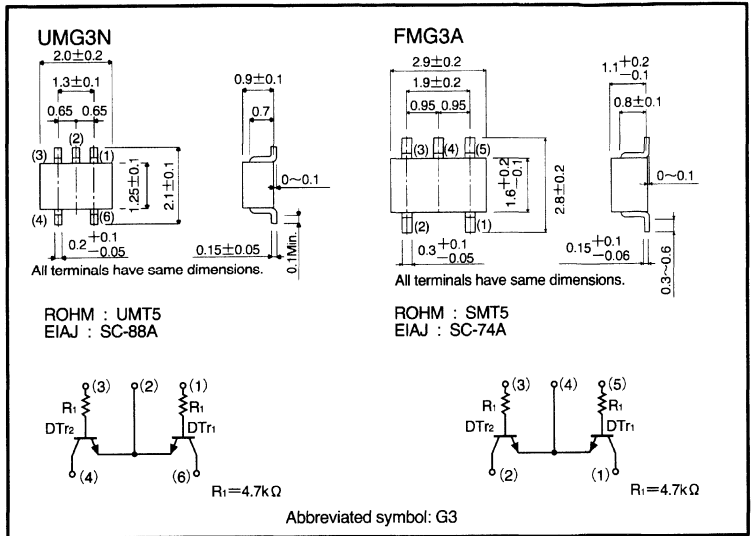 UMG3N
2.0±0.2
1.3±0.1
0.65 0.65
(2)
(3) (1)
(4) (6)
1.25±0.1
2.1±0.1
0.2 +0.1 −0.05
0.9±0.1
0.7
0~0.1
0.15±0.05
0.1Min.
All terminals have same dimensions.
ROHM : UMT5
EIAJ : SC-88A
FMG3A
2.9±0.2
1.9±0.2
0.95 0.95
(3) (4) (5)
(2) (1)
1.6 +0.2 −0.1
2.8±0.2
0.3 +0.1 −0.05
1.1 +0.2 −0.1
0.8±0.1
0~0.1
0.15 +0.1 −0.06
0.3~0.6
All terminals have same dimensions.
ROHM : SMT5
EIAJ : SC-74A
(3) (2) (1)
R1 R1
DTr2 DTr1
(4) (6)
R1=4.7kΩ
(3) (4) (5)
R1 R1
DTr2 DTr1
(2) (1)
R1=4.7kΩ
Abbreviated symbol: G3